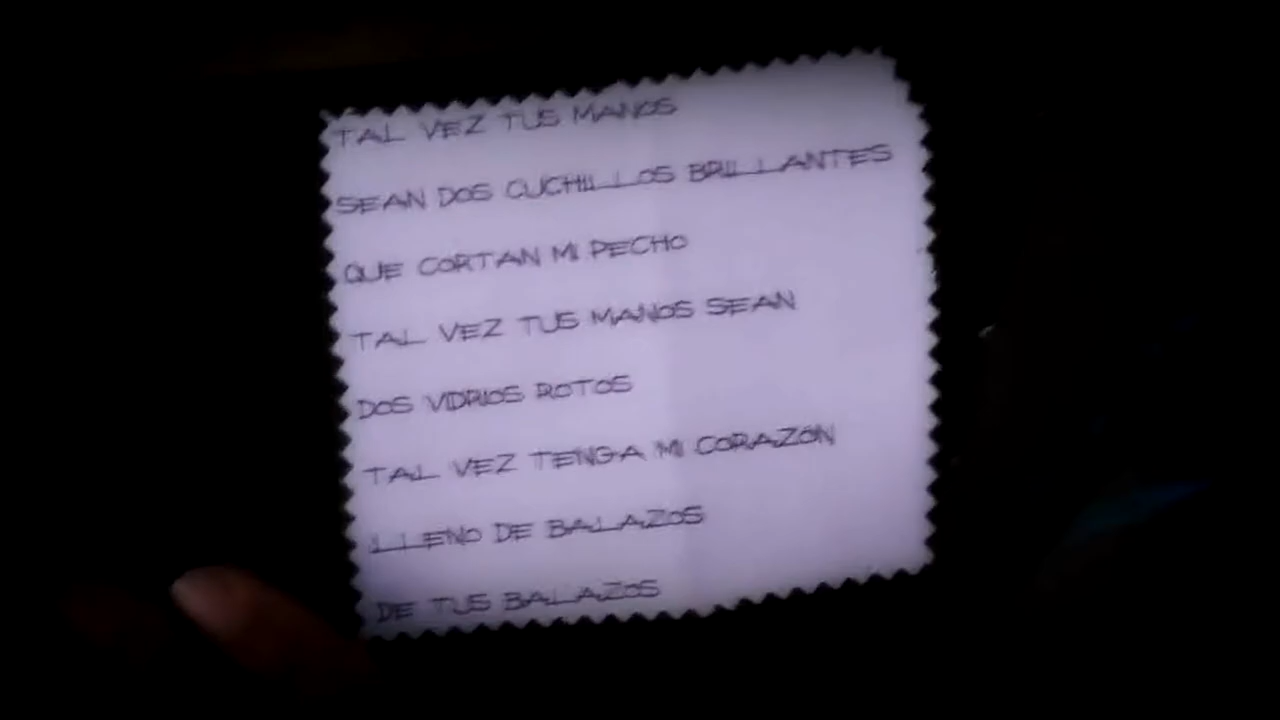 TAL VEZ TUS MANOS
SEAN DOS CUCHILLOS BRILLANTES
QUE CORTAN MI PECHO
TAL VEZ TUS MANOS SEAN
DOS VIDRIOS ROTOS
TAL VEZ TENGA MI CORAZON
LLENO DE BALAZOS
DE TUS BALAZOS